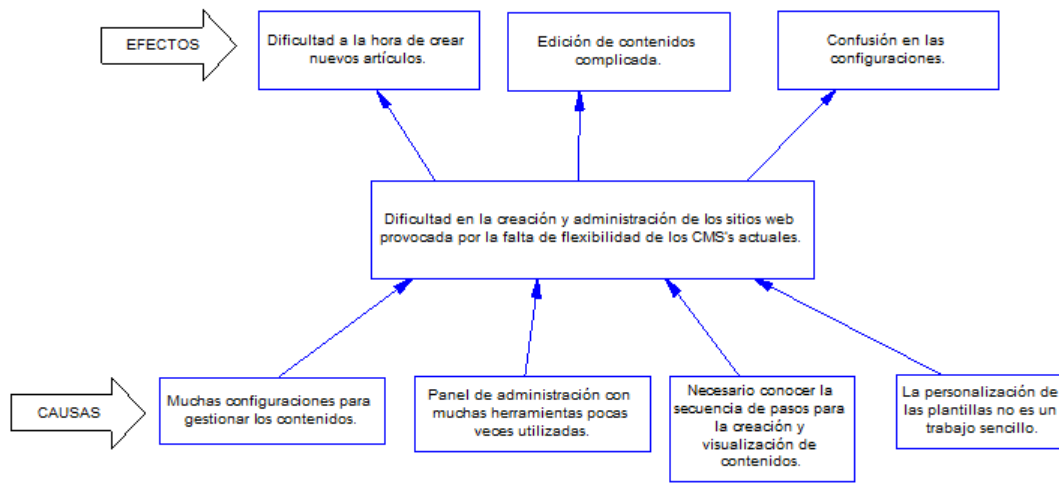 EFECTOS
Dificultad a la hora de crear
nuevos artículos.
Edición de contenidos
complicada.
Confusión en las
configuraciones.
Dificultad en la creación y administración de los sitios web
provocada por la falta de flexibilidad de los CMS's actuales.
CAUSAS
Muchas configuraciones para
gestionar los contenidos.
Panel de administración con
muchas herramientas pocas
veces utilizadas.
Necesario conocer la
secuencia de pasos para
la creación y
visualización de
contenidos.
La personalización de
las plantillas no es un
trabajo sencillo.